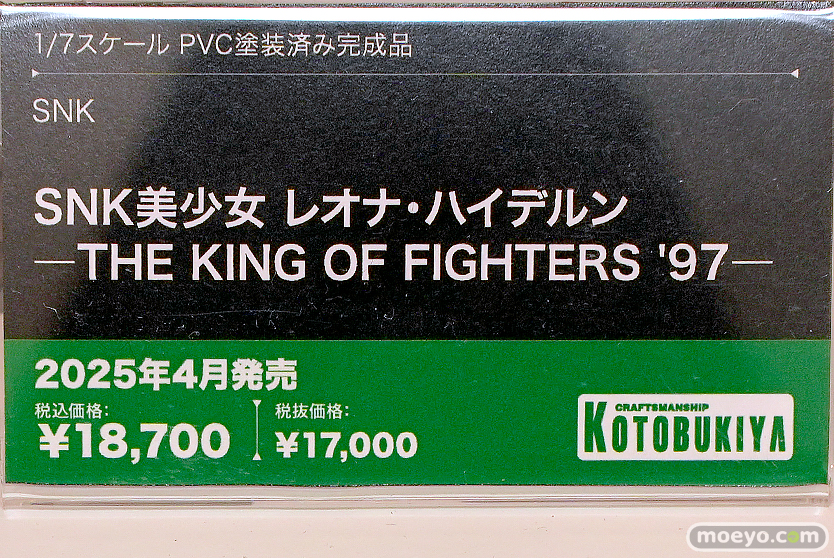 1/7スケール PVC塗装済み完成品
SNK
SNK美少女 レオナ・ハイデルン
―THE KING OF FIGHTERS '97―
2025年4月発売
税込価格: 税抜価格:
¥18,700 ¥17,000
CRAFTSMANSHIP
KOTOBUKIYA
moeyo.com